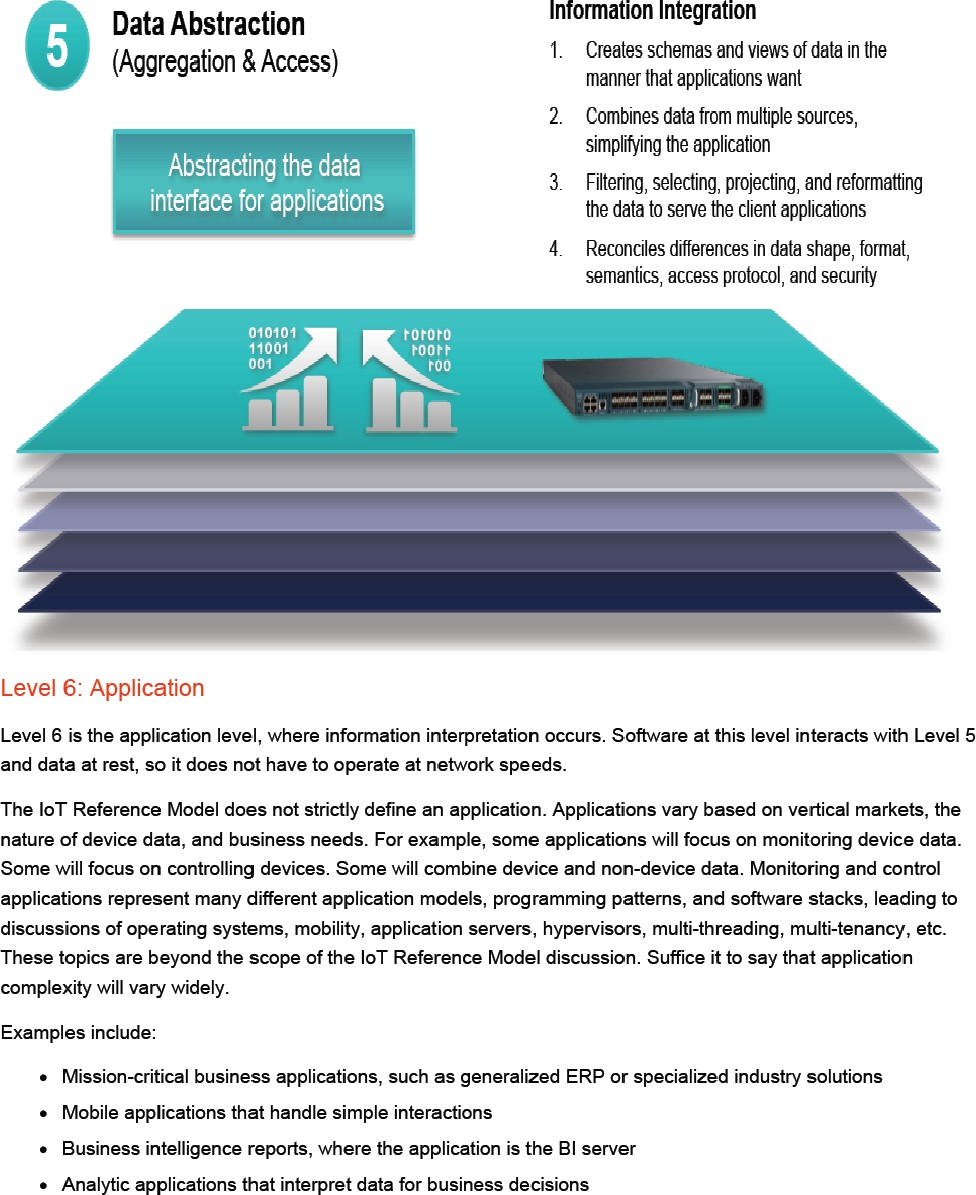 5
Data Abstraction
(Aggregation & Access)
Abstracting the data
interface for applications
Information Integration
1. Creates schemas and views of data in the
manner that applications want
2. Combines data from multiple sources,
simplifying the application
3. Filtering, selecting, projecting, and reformatting
the data to serve the client applications
4. Reconciles differences in data shape, format,
semantics, access protocol, and security
010101
11001
001
010101
11001
001
Level 6: Application
Level 6 is the application level, where information interpretation occurs. Software at this level interacts with Level 5
and data at rest, so it does not have to operate at network speeds.
The IoT Reference Model does not strictly define an application. Applications vary based on vertical markets, the
nature of device data, and business needs. For example, some applications will focus on monitoring device data.
Some will focus on controlling devices. Some will combine device and non-device data. Monitoring and control
applications represent many different application models, programming patterns, and software stacks, leading to
discussions of operating systems, mobility, application servers, hypervisors, multi-threading, multi-tenancy, etc.
These topics are beyond the scope of the IoT Reference Model discussion. Suffice it to say that application
complexity will vary widely.
Examples include:
• Mission-critical business applications, such as generalized ERP or specialized industry solutions
• Mobile applications that handle simple interactions
• Business intelligence reports, where the application is the BI server
• Analytic applications that interpret data for business decisions